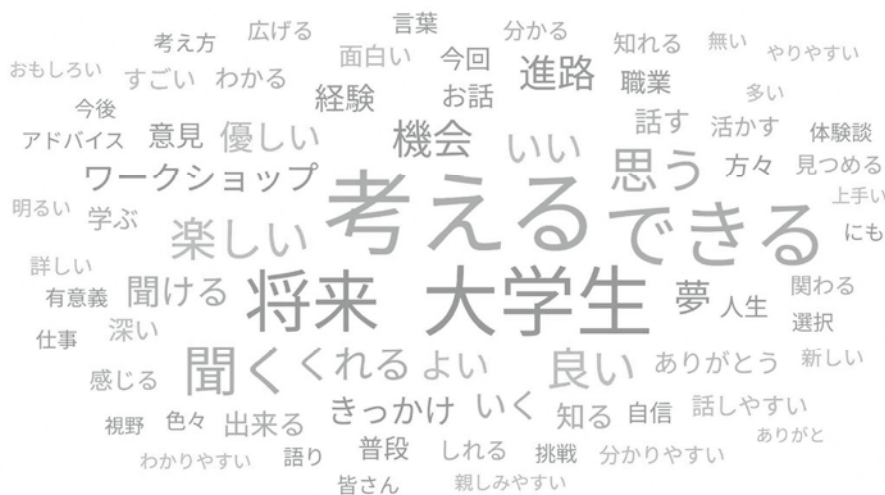 言葉
考え方 広げる 分かる 知れる 無い やりやすい
おもしろい すごい わかる 面白い 今回 進路 職業
今後 経験 お話 多い
アドバイス 意見 優しい 機会 いい 話す 活かす 体験談
ワークショップ 思う 方々 見つめる
明るい 学ぶ 楽しい 考える できる 上手い にも
詳しい 有意義 聞ける 将来 大学生 夢 人生 関わる 選択
仕事 深い
感じる 聞く くれる よい 良い ありがとう 新しい
視野 色々 出来る きっかけ いく 知る 自信 話しやすい
ありがと
わかりやすい 語り 普段 しれる 挑戦 分かりやすい
皆さん 親しみやすい